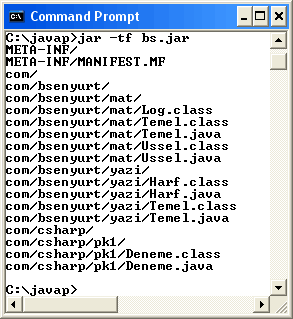 Command Prompt
C:\javap>jar -tf bs.jar
META-INF/
META-INF/MANIFEST.MF
com/
com/bsenyurt/
com/bsenyurt/mat/
com/bsenyurt/mat/Log.class
com/bsenyurt/mat/Temel.class
com/bsenyurt/mat/Temel.java
com/bsenyurt/mat/Ussel.class
com/bsenyurt/mat/Ussel.java
com/bsenyurt/yazi/
com/bsenyurt/yazi/Harf.class
com/bsenyurt/yazi/Harf.java
com/bsenyurt/yazi/Temel.class
com/bsenyurt/yazi/Temel.java
com/csharp/
com/csharp/pk1/
com/csharp/pk1/Deneme.class
com/csharp/pk1/Deneme.java
C:\javap>